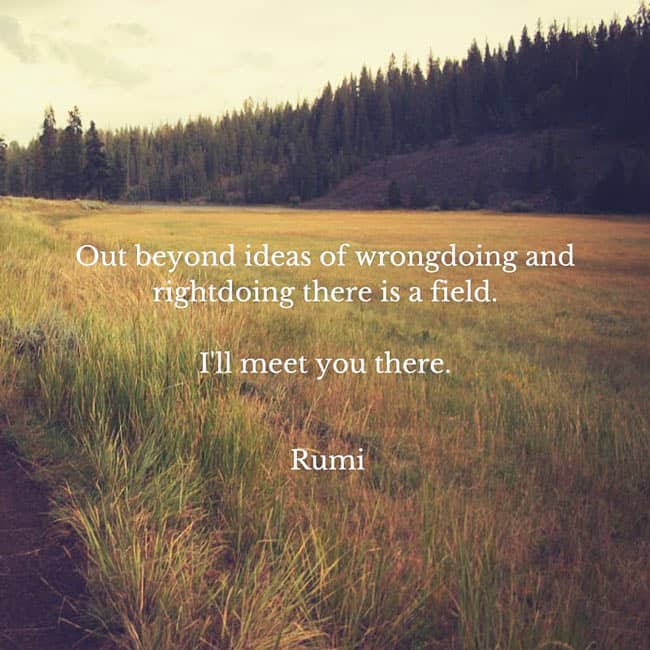 Out beyond ideas of wrongdoing and
rightdoing there is a field.
I'll meet you there.
Rumi